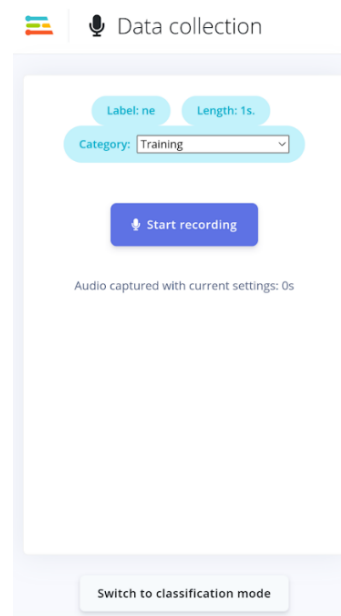 Data collection
Label: ne Length: 1s.
Category: Training
Start recording
Audio captured with current settings: 0s
Switch to classification mode